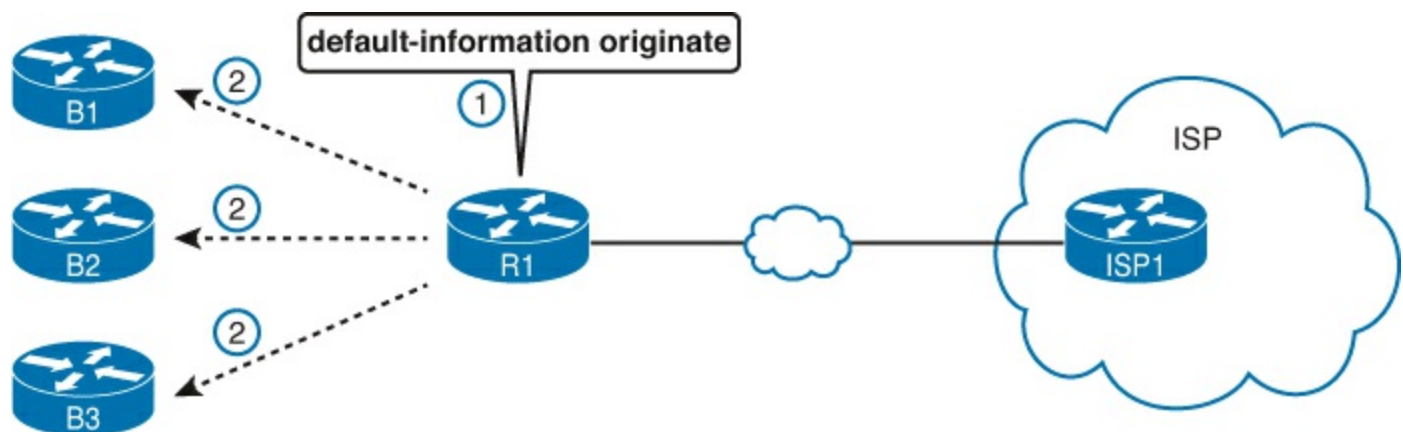 default-information originate
1
2
B1
2
B2
2
B3
R1
ISP
ISP1